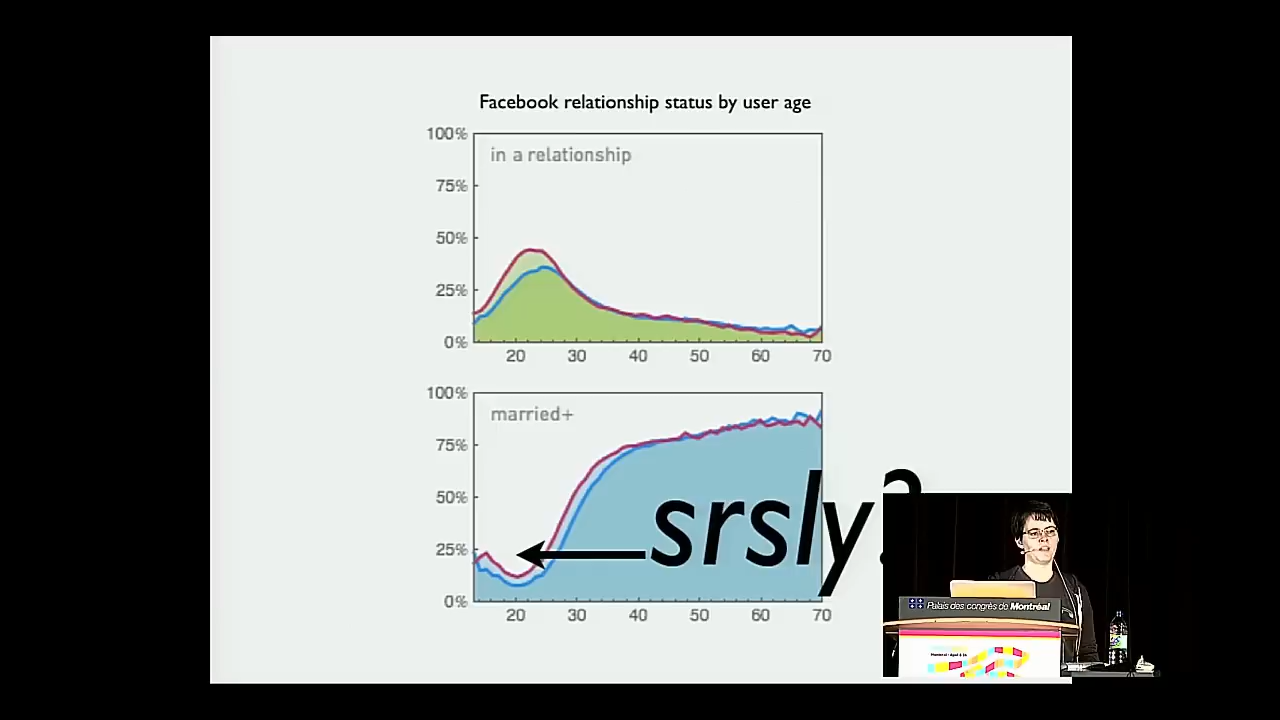 Facebook relationship status by user age
100%
in a relationship
75%
50%
25%
0%
20 30 40 50 60 70
100%
married+
75%
50%
srsly?
25%
0%
20 30 40 50 60 70
Palais des congrès de Montréal